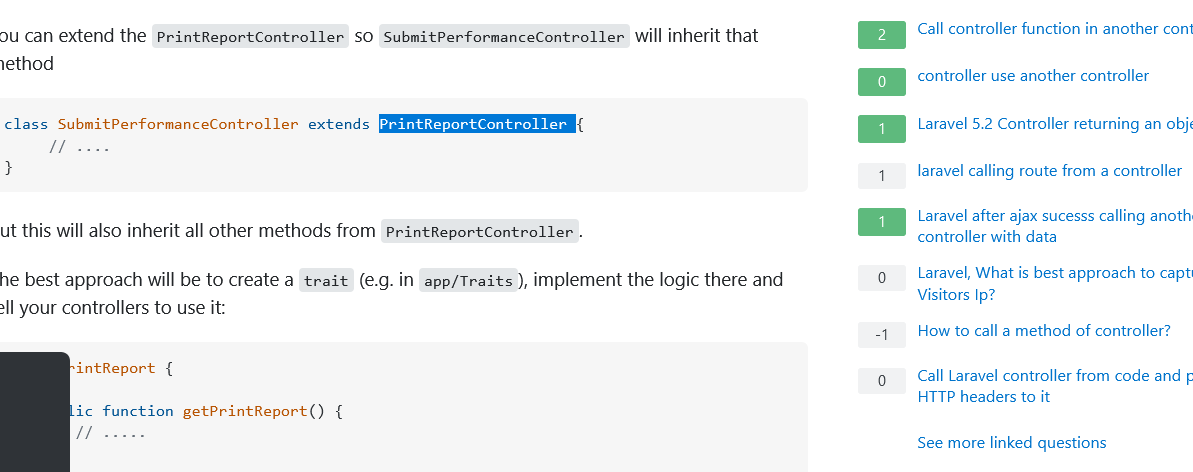 ou can extend the PrintReportController so SubmitPerformanceController will inherit that
nethod
class SubmitPerformanceController extends PrintReportController {
// ....
}
ut this will also inherit all other methods from PrintReportController.
he best approach will be to create a trait (e.g. in app/Traits), implement the logic there and
ell your controllers to use it:
rintReport {
lic function getPrintReport() {
// .....
2 Call controller function in another cont
0 controller use another controller
1 Laravel 5.2 Controller returning an obje
1 laravel calling route from a controller
1 Laravel after ajax sucesss calling anothe
controller with data
0 Laravel, What is best approach to captu
Visitors Ip?
-1 How to call a method of controller?
0 Call Laravel controller from code and p
HTTP headers to it
See more linked questions